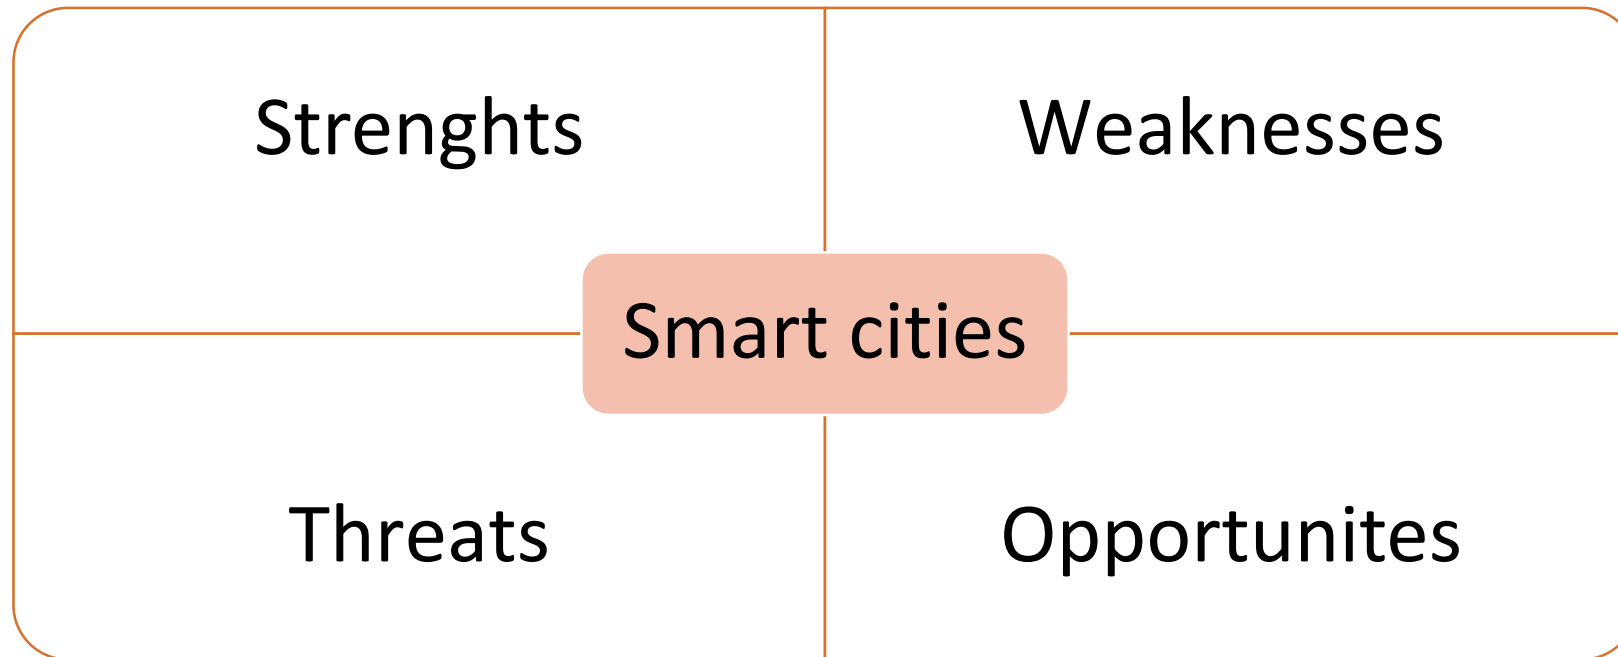 Strenghts
Weaknesses
Smart cities
Threats
Opportunites